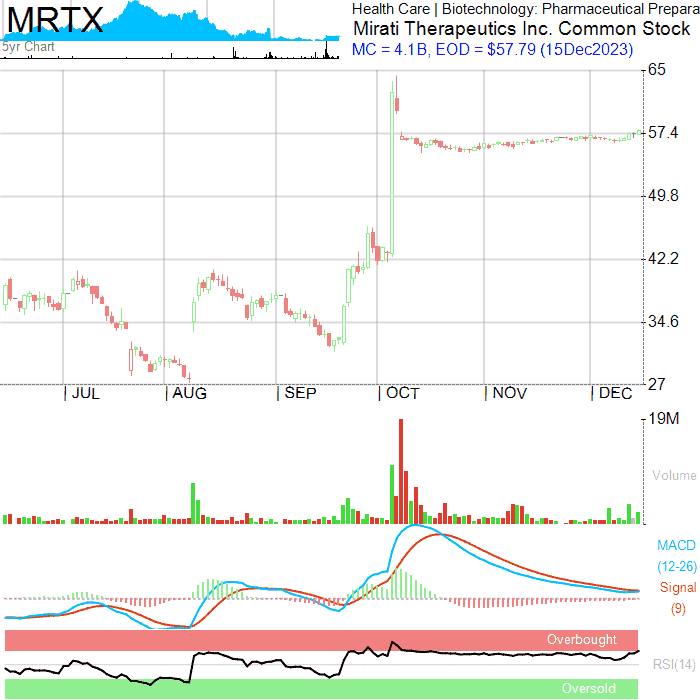 MRTX
5yr Chart
Health Care | Biotechnology: Pharmaceutical Prepara
Mirati Therapeutics Inc. Common Stock
MC = 4.1B, EOD = $57.79 (15Dec2023)
65
57.4
49.8
42.2
34.6
27
| JUL | AUG | SEP | OCT | NOV | DEC
19M
Volume
MACD
(12-26)
Signal
(9)
Overbought
RSI(14)
Oversold